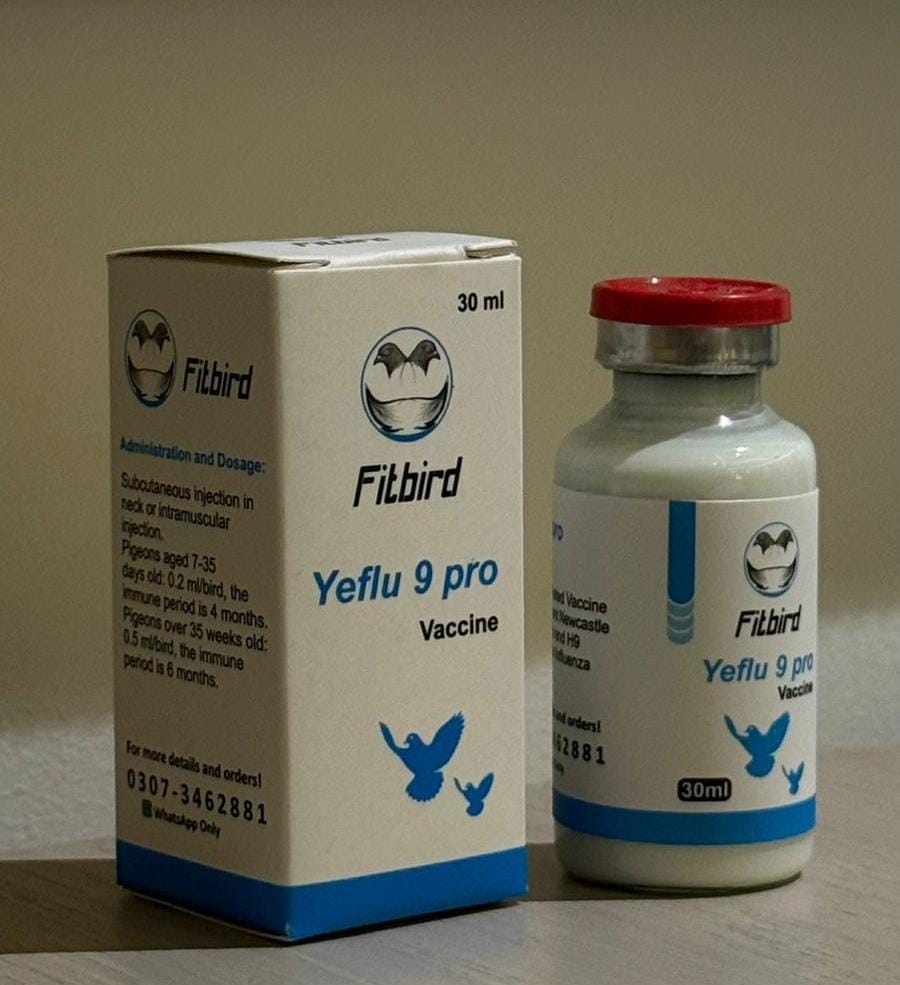 Fitbird
Fitbird
Administration and Dosage:
Subcutaneous injection in
neck or intramuscular
injection.
Pigeons aged 7-35
days old: 0.2 ml/bird, the
immune period is 4 months.
Pigeons over 35 weeks old:
0.5 ml/bird, the immune
period is 6 months.
For more details and orders!
0307-3462881
WhatsApp Only
30 ml
Fitbird
Yeflu 9 pro
Vaccine
pro
Vaccine
Newcastle
and H9
Influenza
and orders!
62881
Fitbird
Yeflu 9 pro
Vaccine
30ml